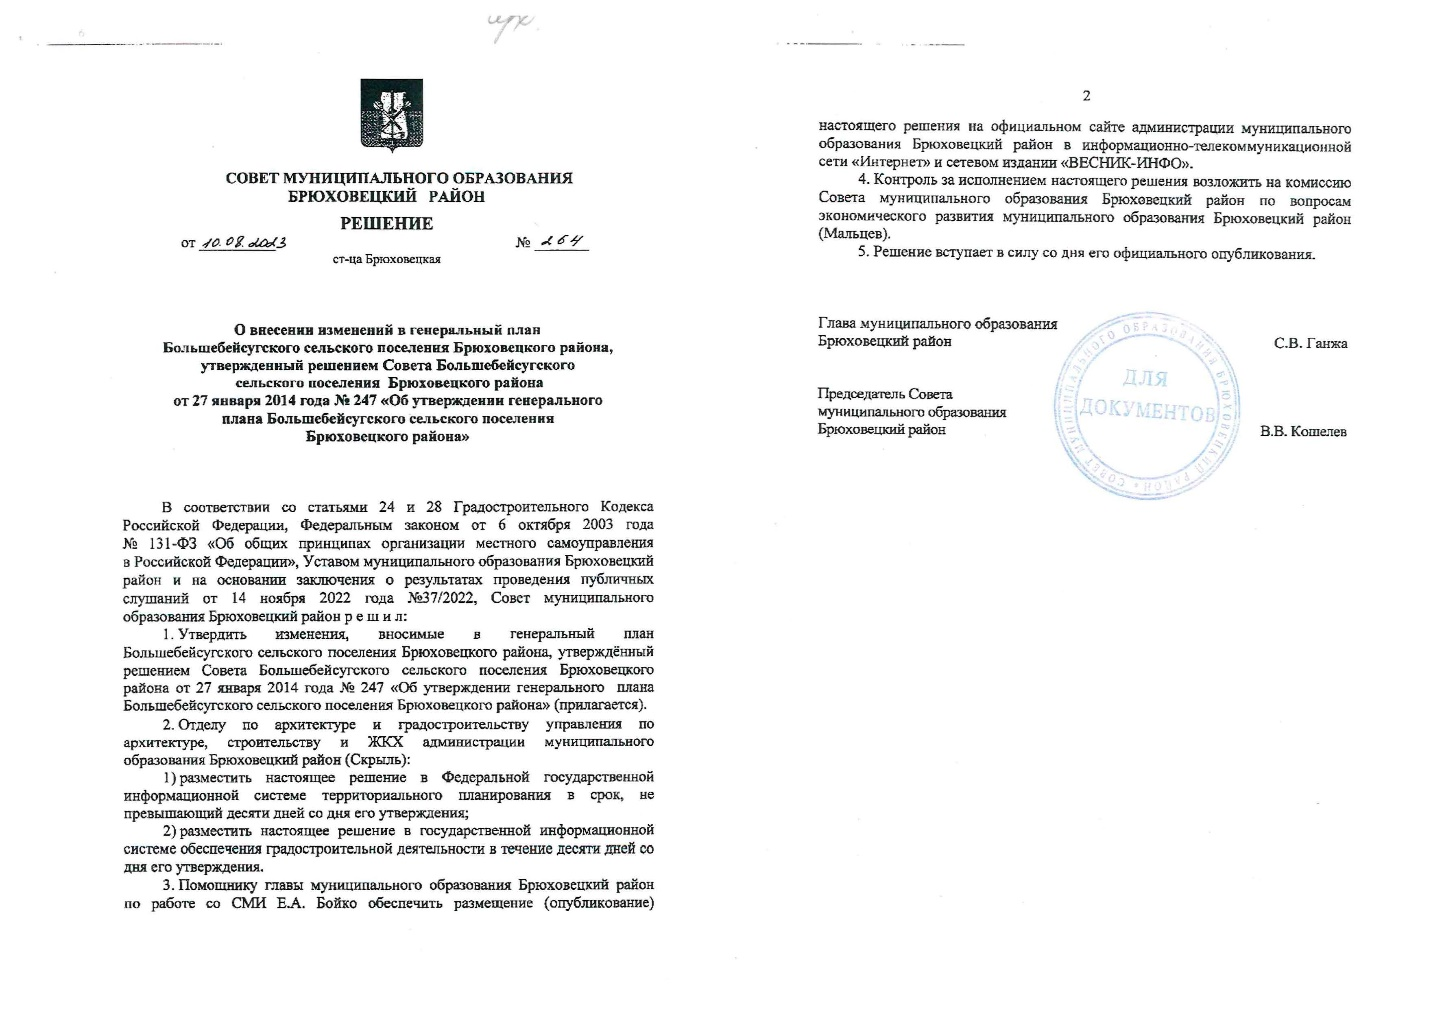 СОВЕТ МУНИЦИПАЛЬНОГО ОБРАЗОВАНИЯ
БРЮХОВЕЦКИЙ РАЙОН
РЕШЕНИЕ
от 10.08.2023 № 264
ст-ца Брюховецкая
О внесении изменений в генеральный план
Большебейсугского сельского поселения Брюховецкого района,
утвержденный решением Совета Большебейсугского
сельского поселения Брюховецкого района
от 27 января 2014 года № 247 «Об утверждении генерального
плана Большебейсугского сельского поселения
Брюховецкого района»
В соответствии со статьями 24 и 28 Градостроительного Кодекса
Российской Федерации, Федеральным законом от 6 октября 2003 года
№ 131-ФЗ «Об общих принципах организации местного самоуправления
в Российской Федерации», Уставом муниципального образования Брюховецкий
район и на основании заключения о результатах проведения публичных
слушаний от 14 ноября 2022 года №37/2022, Совет муниципального
образования Брюховецкий район р е ш и л:
1. Утвердить изменения, вносимые в генеральный план
Большебейсугского сельского поселения Брюховецкого района, утверждённый
решением Совета Большебейсугского сельского поселения Брюховецкого
района от 27 января 2014 года № 247 «Об утверждении генерального плана
Большебейсугского сельского поселения Брюховецкого района» (прилагается).
2. Отделу по архитектуре и градостроительству управления по
архитектуре, строительству и ЖКХ администрации муниципального
образования Брюховецкий район (Скрыль):
1) разместить настоящее решение в Федеральной государственной
информационной системе территориального планирования в срок, не
превышающий десяти дней со дня его утверждения;
2) разместить настоящее решение в государственной информационной
системе обеспечения градостроительной деятельности в течение десяти дней со
дня его утверждения.
3. Помощнику главы муниципального образования Брюховецкий район
по работе со СМИ Е.А. Бойко обеспечить размещение (опубликование)
2
настоящего решения на официальном сайте администрации муниципального
образования Брюховецкий район в информационно-телекоммуникационной
сети «Интернет» и сетевом издании «ВЕСНИК-ИНФО».
4. Контроль за исполнением настоящего решения возложить на комиссию
Совета муниципального образования Брюховецкий район по вопросам
экономического развития муниципального образования Брюховецкий район
(Мальцев).
5. Решение вступает в силу со дня его официального опубликования.
Глава муниципального образования
Брюховецкий район С.В. Ганжа
Председатель Совета
муниципального образования
Брюховецкий район В.В. Кошелев
СОВЕТ МУНИЦИПАЛЬНОГО ОБРАЗОВАНИЯ БРЮХОВЕЦКИЙ РАЙОН
ДЛЯ
ДОКУМЕНТОВ